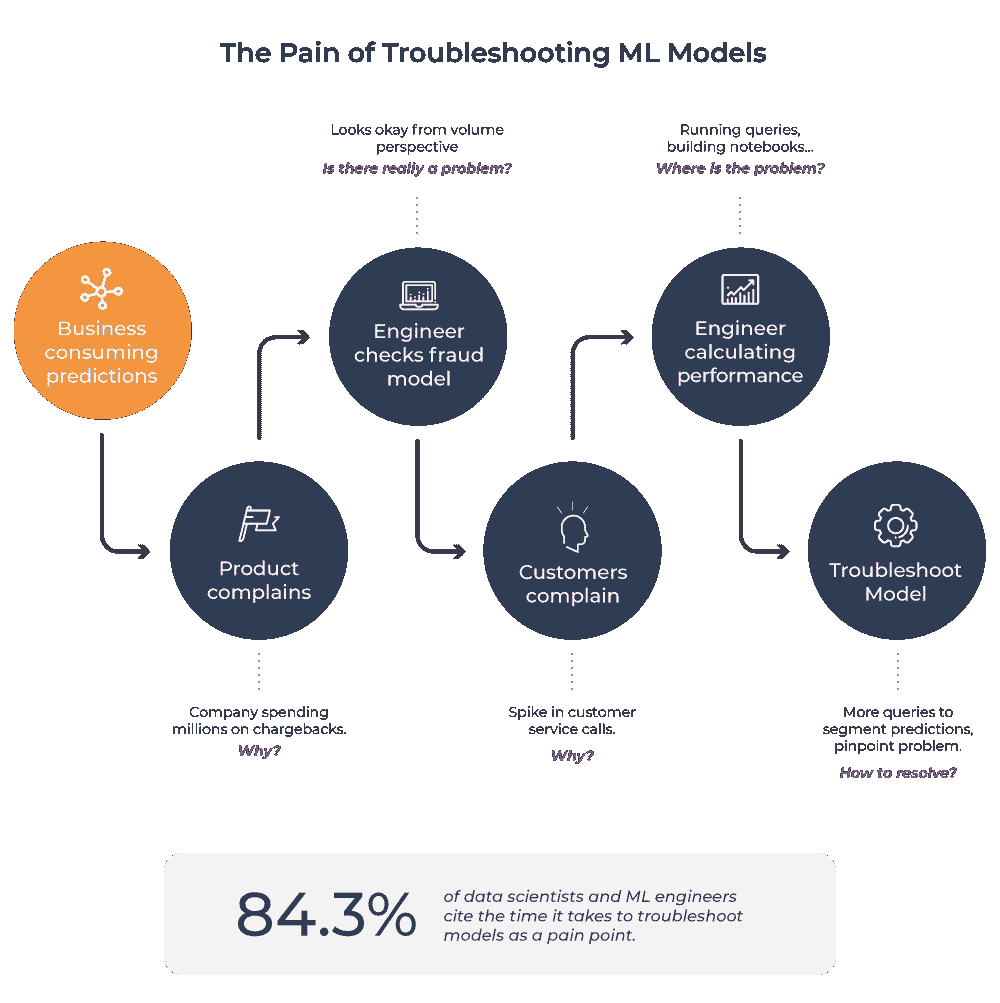 The Pain of Troubleshooting ML Models
Looks okay from volume
perspective
Is there really a problem?
Running queries,
building notebooks...
Where is the problem?
Business
consuming
predictions
Engineer
checks fraud
model
Engineer
calculating
performance
Product
complains
Customers
complain
Troubleshoot
Model
Company spending
millions on chargebacks.
Why?
Spike in customer
service calls.
Why?
More queries to
segment predictions,
pinpoint problem.
How to resolve?
84.3%
of data scientists and ML engineers
cite the time it takes to troubleshoot
models as a pain point.